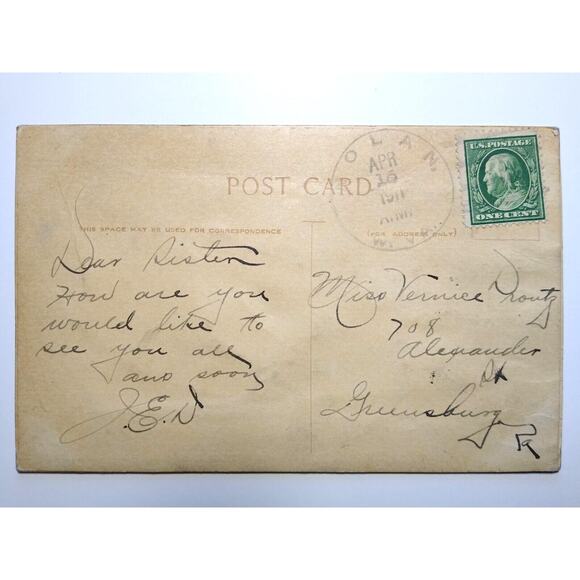 POST CARD
THIS SPACE MAY BE USED FOR CORRESPONDENCE
(FOR ADDRESS ONLY)
OLAN
APR
16
1911
A.M.
U.S. POSTAGE
ONE CENT
Dear Sister
How are you
would like to
see you all
and soon
J.E.D
Miss Vernice Proutz
708
Alexander
St
Greensburg
Pa